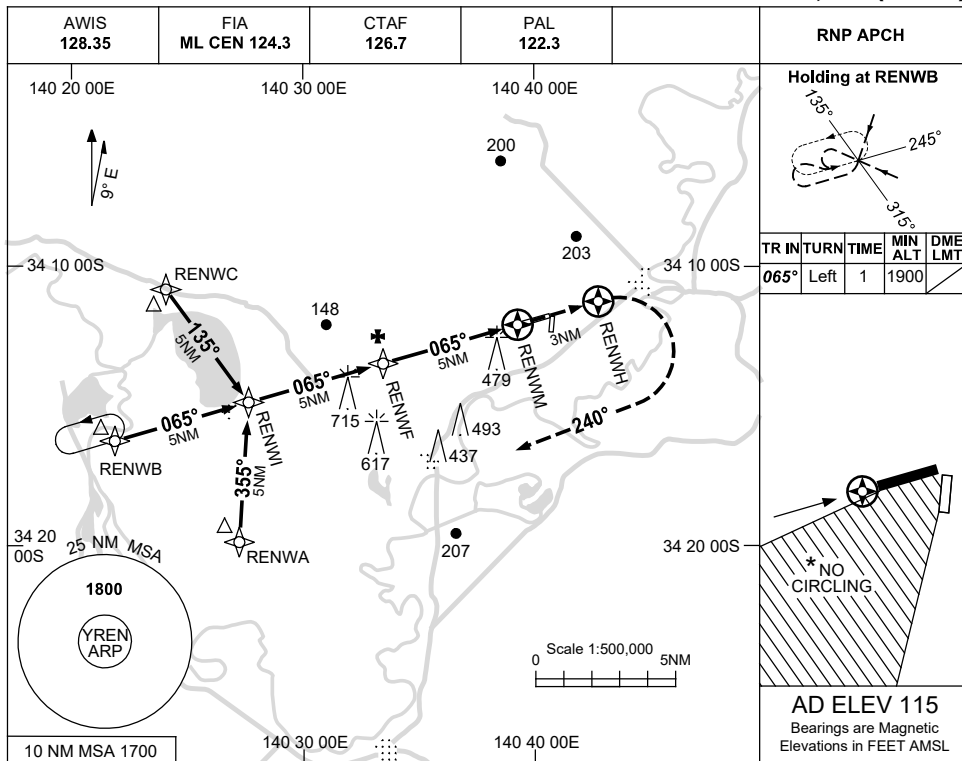 AWIS
128.35
FIA
ML CEN 124.3
CTAF
126.7
PAL
122.3
RNP APCH
140 20 00E
140 30 00E
140 40 00E
Holding at RENWB
135°
245°
315°
TR IN TURN TIME MIN ALT DME LMT
065° Left 1 1900
9° E
200
203
34 10 00S
34 10 00S
RENWC
148
135°
5NM
065°
5NM
065°
5NM
065°
5NM
3NM
RENWH
RENWM
RENWF
RENWI
RENWB
479
715
617
493
437
240°
355°
5NM
RENWA
207
34 20
00S
34 20 00S
25 NM MSA
1800
YREN
ARP
10 NM MSA 1700
Scale 1:500,000
0 5NM
140 30 00E
140 40 00E
* NO
CIRCLING
AD ELEV 115
Bearings are Magnetic
Elevations in FEET AMSL